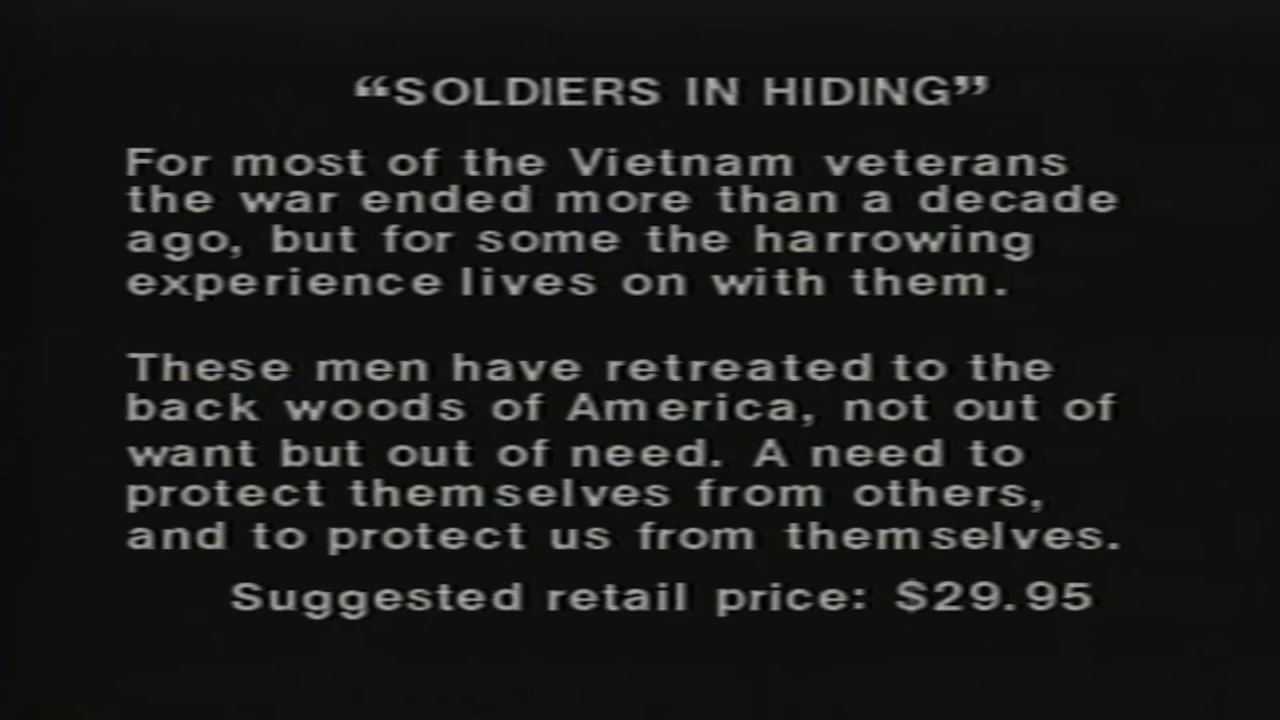 “SOLDIERS IN HIDING”
For most of the Vietnam veterans
the war ended more than a decade
ago, but for some the harrowing
experience lives on with them.
These men have retreated to the
back woods of America, not out of
want but out of need. A need to
protect themselves from others,
and to protect us from themselves.
Suggested retail price: $29.95